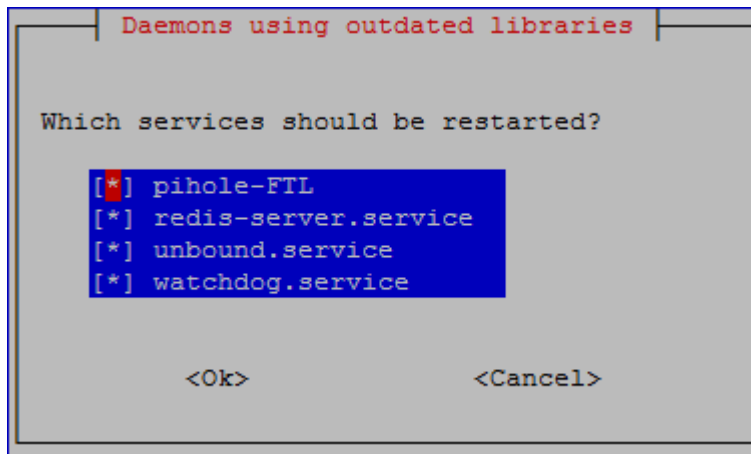 Daemons using outdated libraries
Which services should be restarted?
[*] pihole-FTL
[*] redis-server.service
[*] unbound.service
[*] watchdog.service
<Ok> <Cancel>